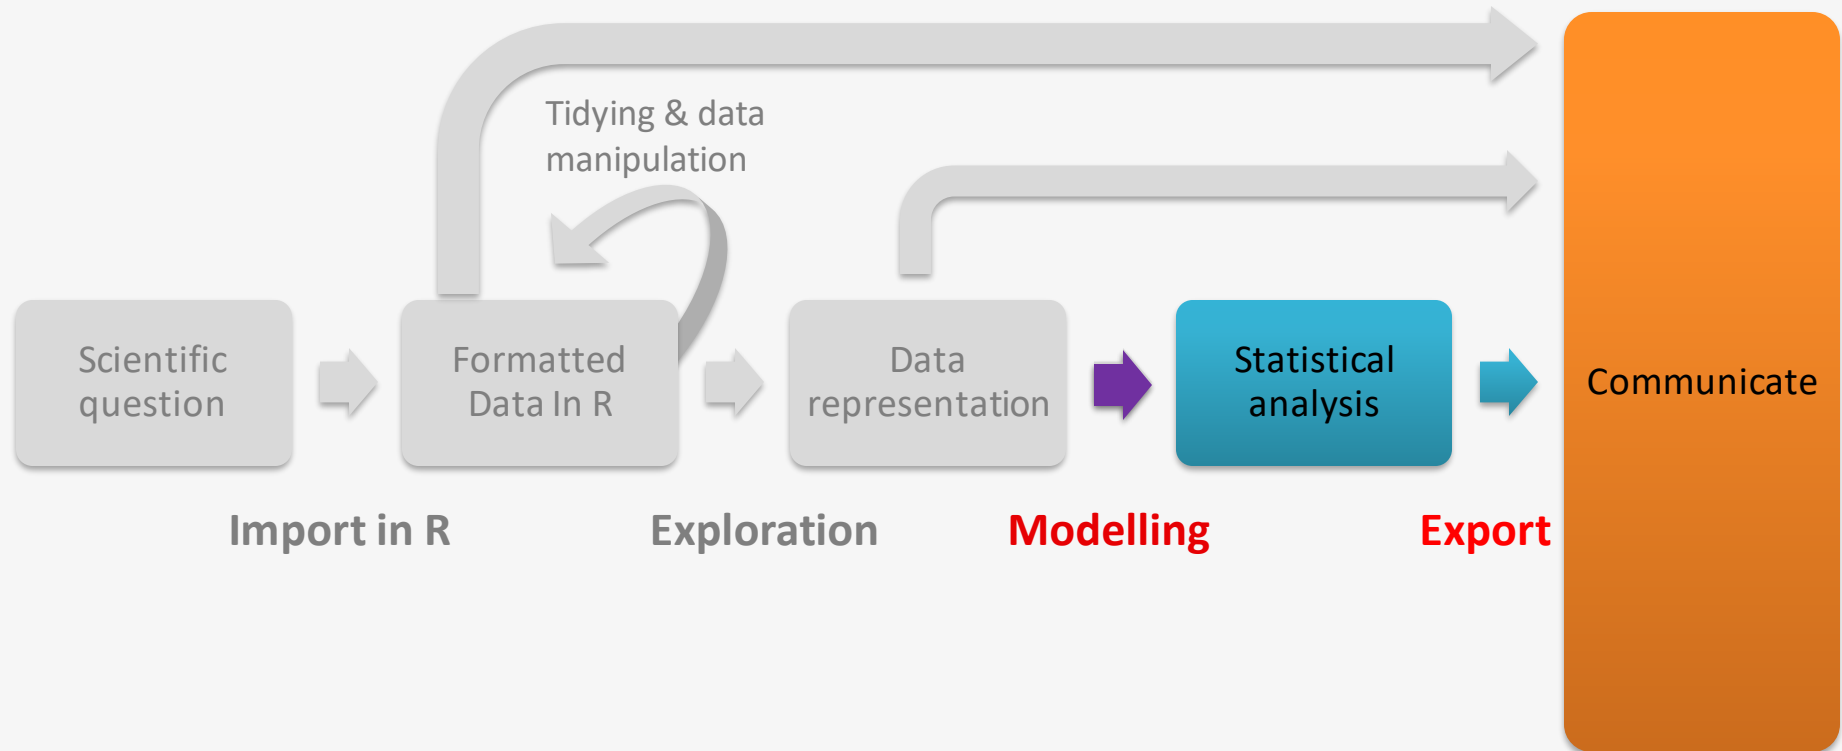 Tidying & data
manipulation
Scientific
question
Formatted
Data In R
Data
representation
Statistical
analysis
Communicate
Import in R
Exploration
Modelling
Export